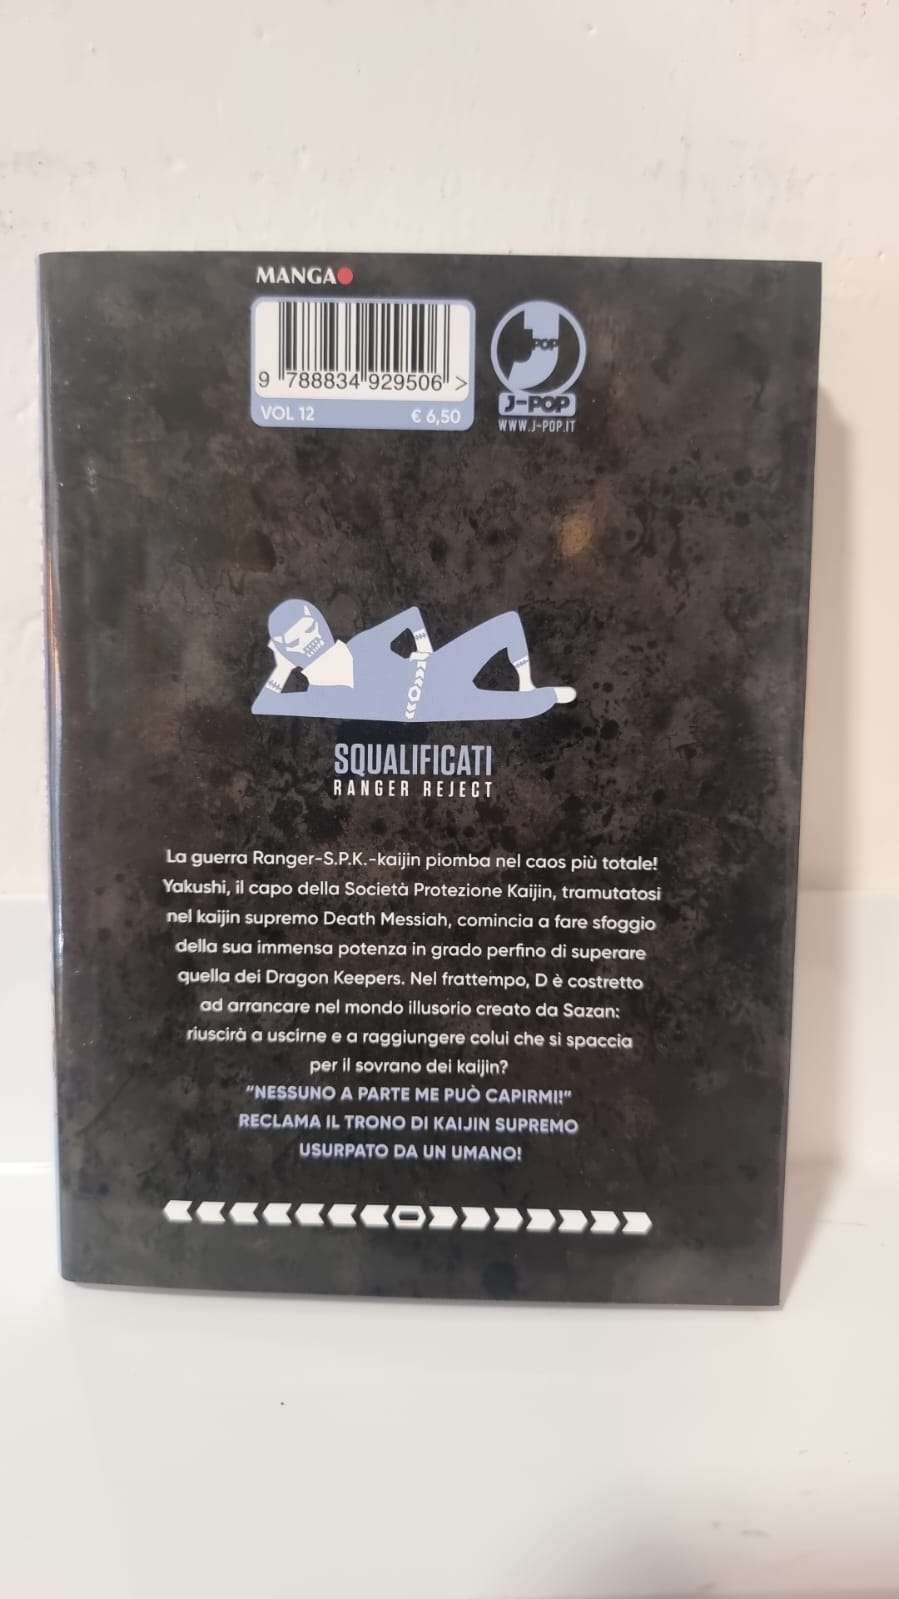 MANGA
9 788834 929506 >
VOL 12 € 6,50
POP
J-POP
WWW.J-POP.IT
SQUALIFICATI
RANGER REJECT
La guerra Ranger-S.P.K.-kaijin piomba nel caos più totale!
Yakushi, il capo della Società Protezione Kaijin, tramutatosi
nel kaijin supremo Death Messiah, comincia a fare sfoggio
della sua immensa potenza in grado perfino di superare
quella dei Dragon Keepers. Nel frattempo, D è costretto
ad arrancare nel mondo illusorio creato da Sazan:
riuscirà a uscirne e a raggiungere colui che si spaccia
per il sovrano dei kaijin?
"NESSUNO A PARTE ME PUÒ CAPIRMI!"
RECLAMA IL TRONO DI KAIJIN SUPREMO
USURPATO DA UN UMANO!